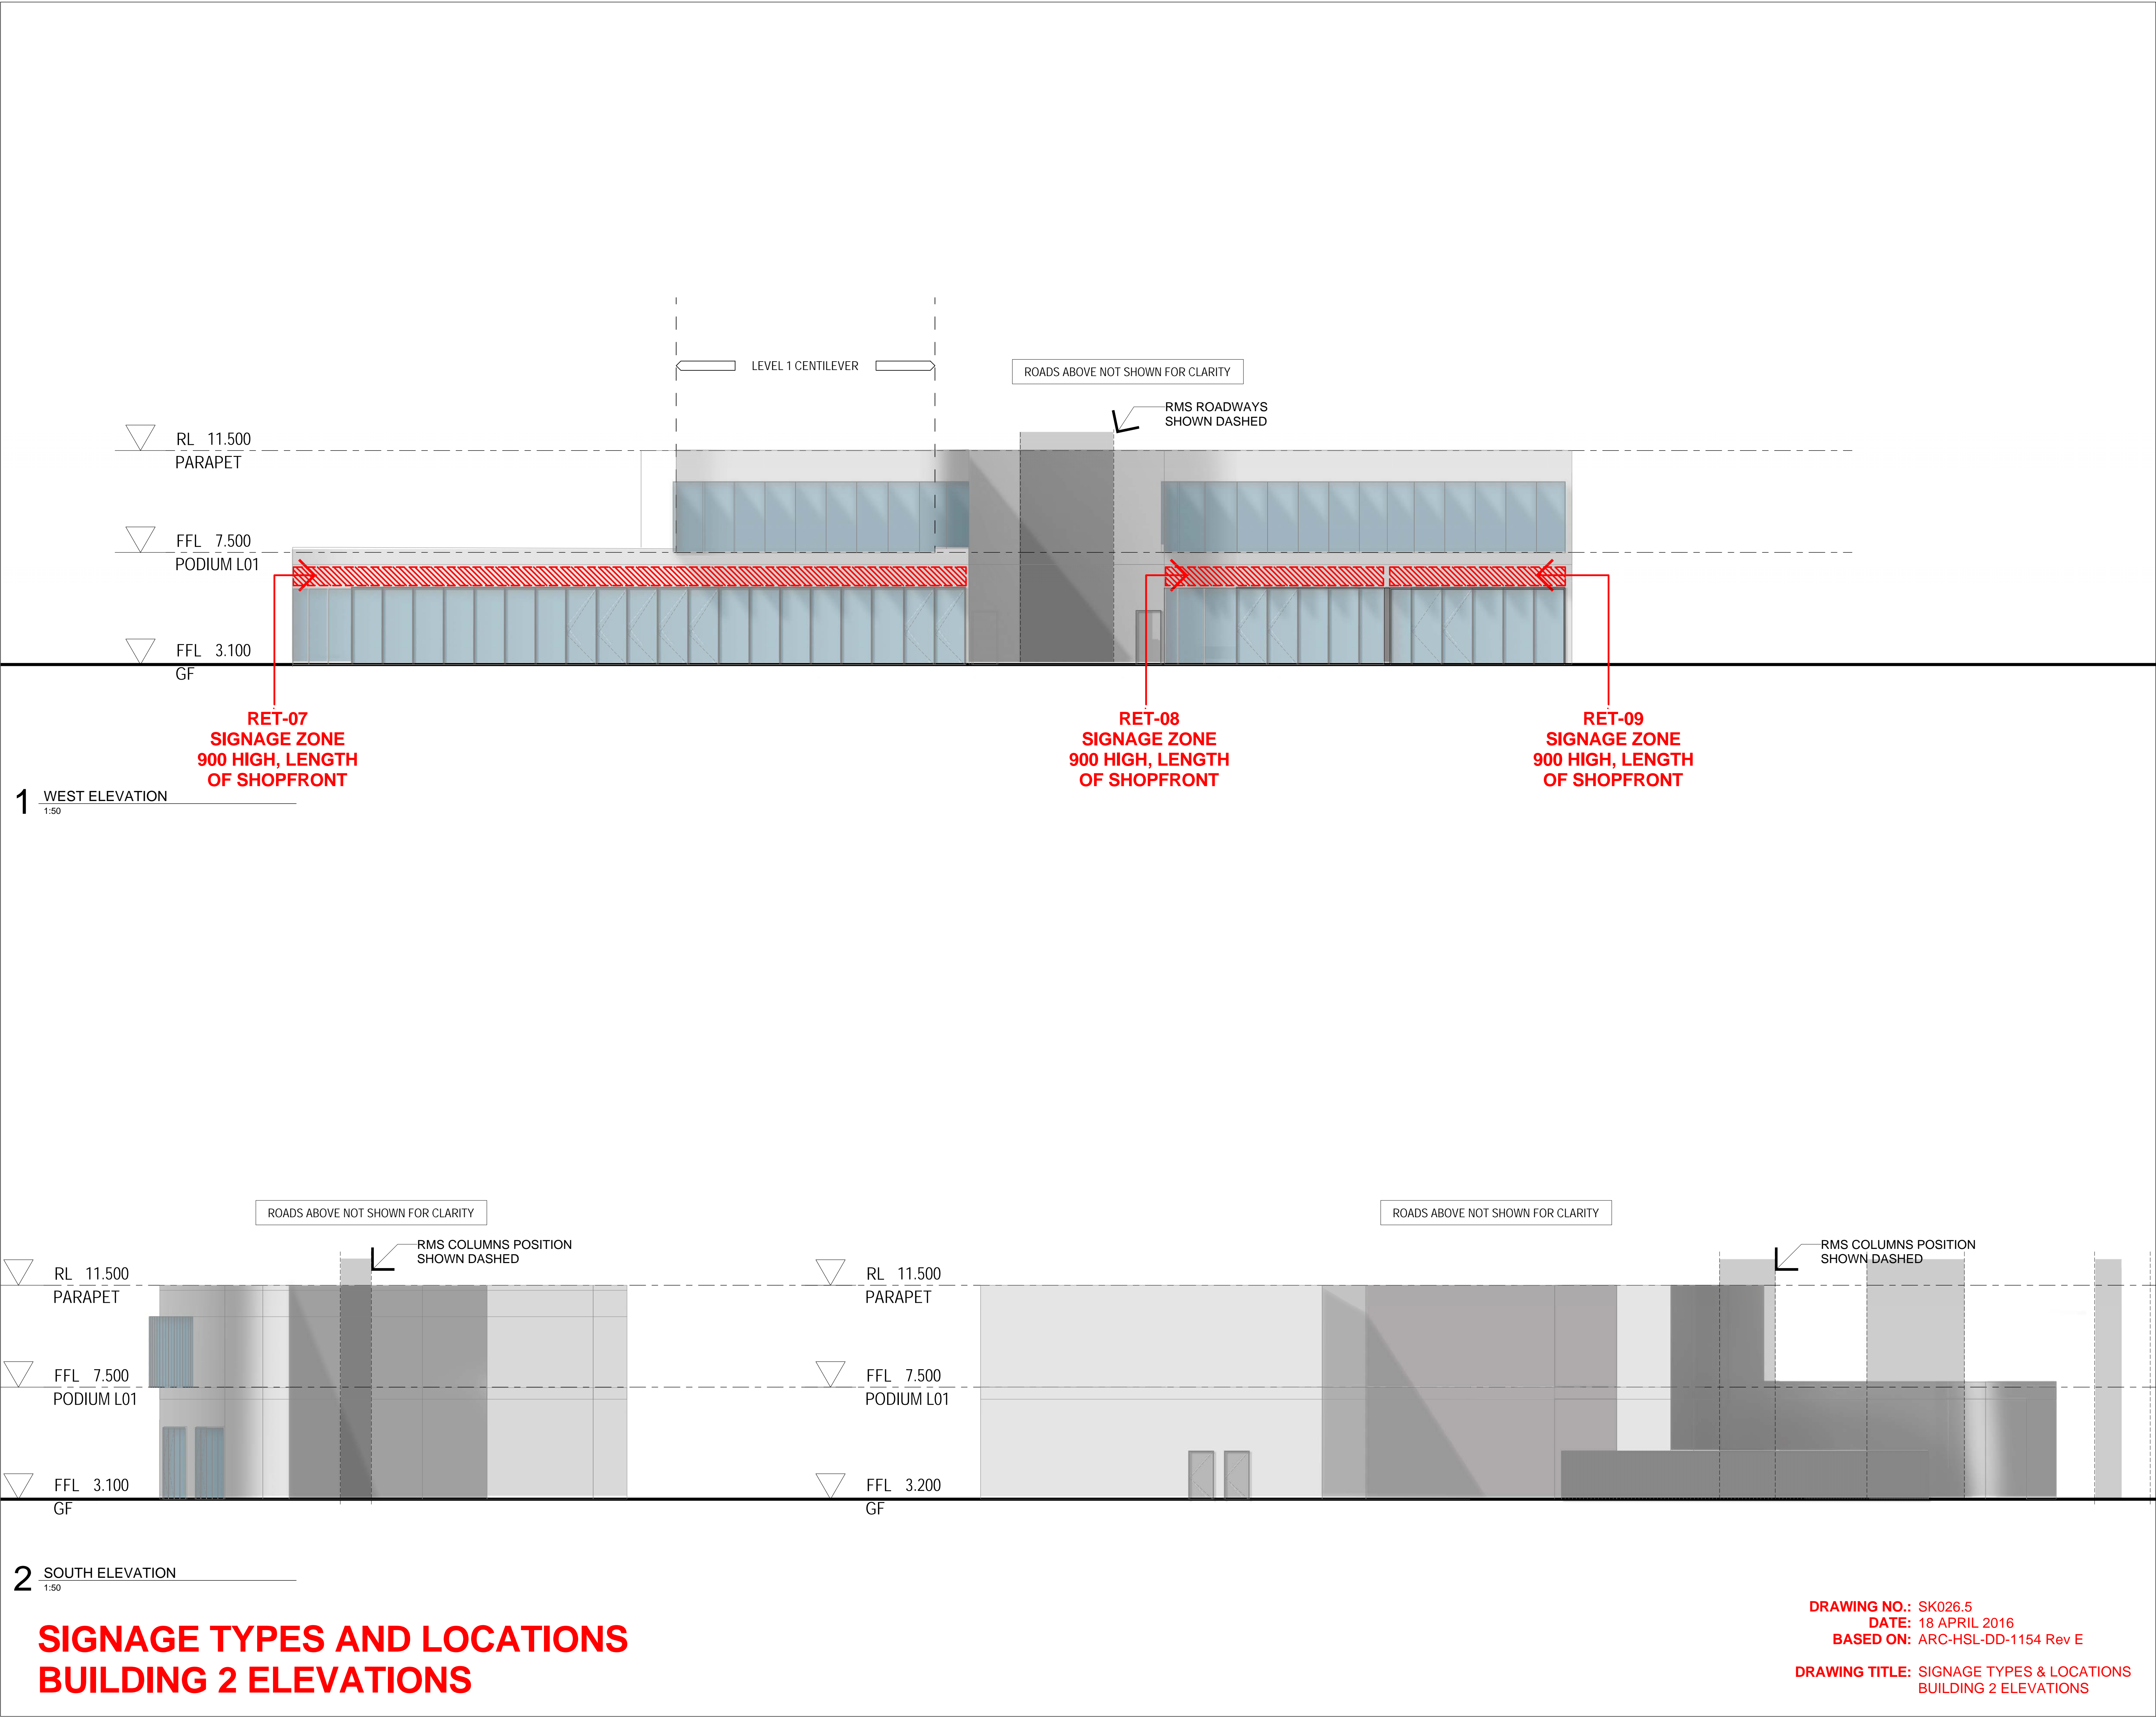 LEVEL 1 CENTILEVER
ROADS ABOVE NOT SHOWN FOR CLARITY
RMS ROADWAYS
SHOWN DASHED
RL 11.500
PARAPET
FFL 7.500
PODIUM L01
FFL 3.100
GF
RET-07
SIGNAGE ZONE
900 HIGH, LENGTH
OF SHOPFRONT
RET-08
SIGNAGE ZONE
900 HIGH, LENGTH
OF SHOPFRONT
RET-09
SIGNAGE ZONE
900 HIGH, LENGTH
OF SHOPFRONT
1 WEST ELEVATION
1:50
ROADS ABOVE NOT SHOWN FOR CLARITY
RMS COLUMNS POSITION
SHOWN DASHED
RL 11.500
PARAPET
FFL 7.500
PODIUM L01
FFL 3.100
GF
ROADS ABOVE NOT SHOWN FOR CLARITY
RMS COLUMNS POSITION
SHOWN DASHED
RL 11.500
PARAPET
FFL 7.500
PODIUM L01
FFL 3.200
GF
2 SOUTH ELEVATION
1:50
SIGNAGE TYPES AND LOCATIONS
BUILDING 2 ELEVATIONS
DRAWING NO.: SK026.5
DATE: 18 APRIL 2016
BASED ON: ARC-HSL-DD-1154 Rev E
DRAWING TITLE: SIGNAGE TYPES & LOCATIONS
BUILDING 2 ELEVATIONS